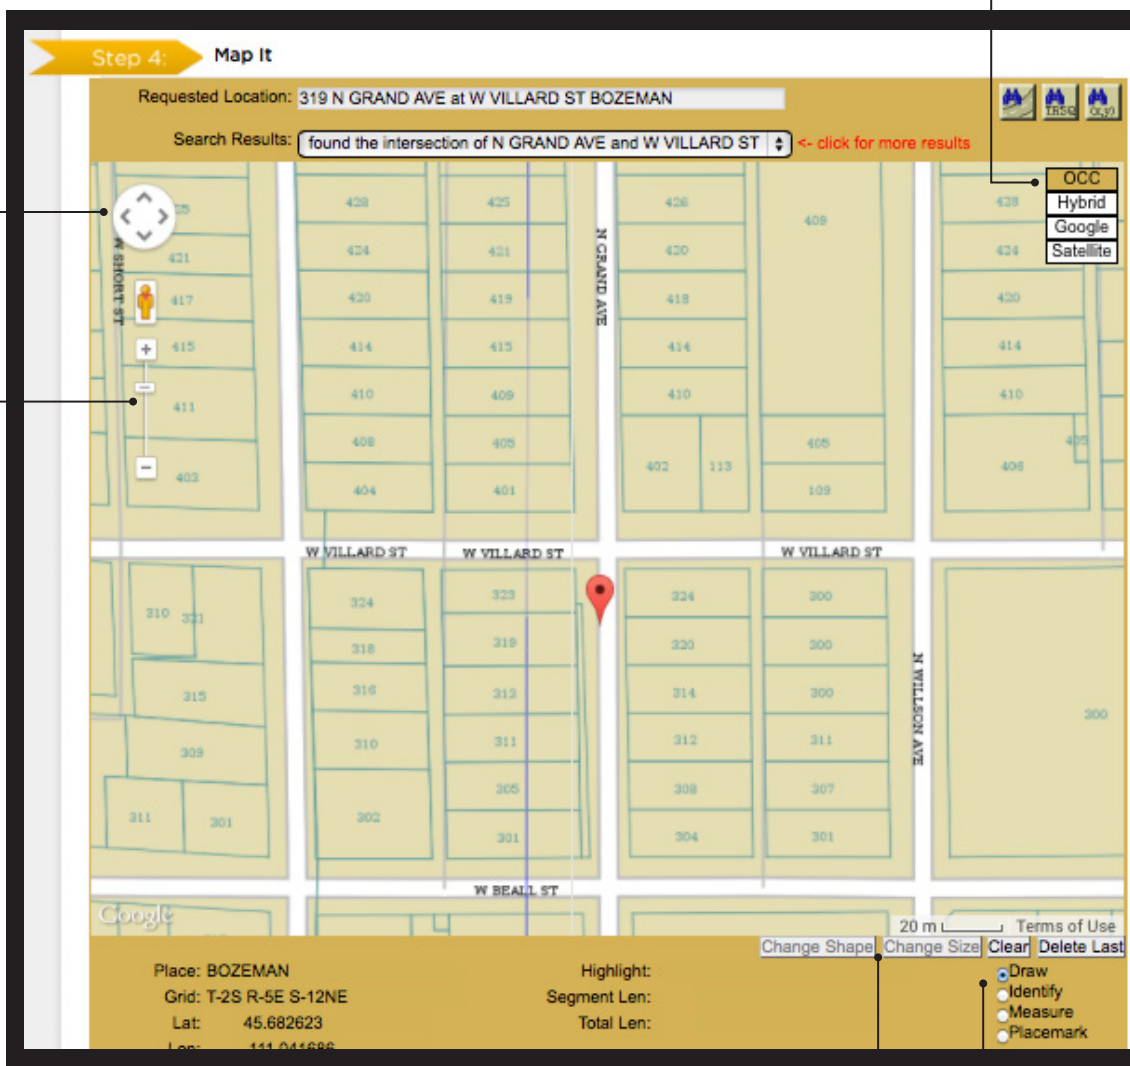 Step 4: Map It
Requested Location: 319 N GRAND AVE at W VILLARD ST BOZEMAN
TRSQ (x,y)
Search Results: found the intersection of N GRAND AVE and W VILLARD ST <- click for more results
OCC
Hybrid
Google
Satellite
428 425 426 409 428
W SHORT ST
N GRAND AVE
421 424 421 420 424
417 420 419 418 420
415 414 415 414 414
411 410 409 410 410
408 405 405 405
403 404 401 402 113 109 406
W VILLARD ST W VILLARD ST W VILLARD ST
310 321 324 323 324 300
318 319 320 300
N WILLSON AVE
315 316 313 314 300 300
309 310 311 312 311
305 308 307
311 301 302 301 304 301
W BEALL ST
Google
20 m Terms of Use
Change Shape Change Size Clear Delete Last
Place: BOZEMAN Highlight: Draw
Grid: T-2S R-5E S-12NE Segment Len: Identify
Lat: 45.682623 Total Len: Measure
Lon: -111.041686 Placemark